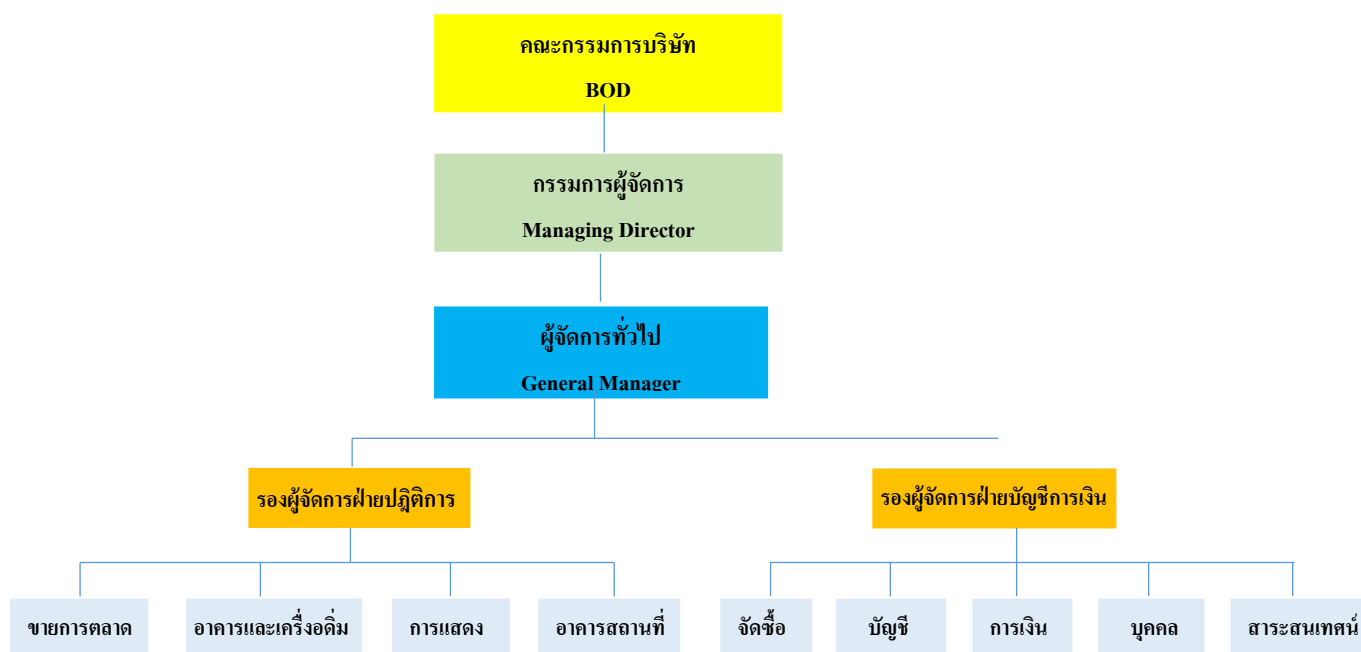 คณะกรรมการบริษัท
BOD
กรรมการผู้จัดการ
Managing Director
ผู้จัดการทั่วไป
General Manager
รองผู้จัดการฝ่ายปฎิติการ
รองผู้จัดการฝ่ายบัญชีการเงิน
ขายการตลาด
อาคารและเครื่องดิ่ม
การแสดง
อาคารสถานที่
จัดซื้อ
บัญชี
การเงิน
บุคคล
สาระสนเทศน์